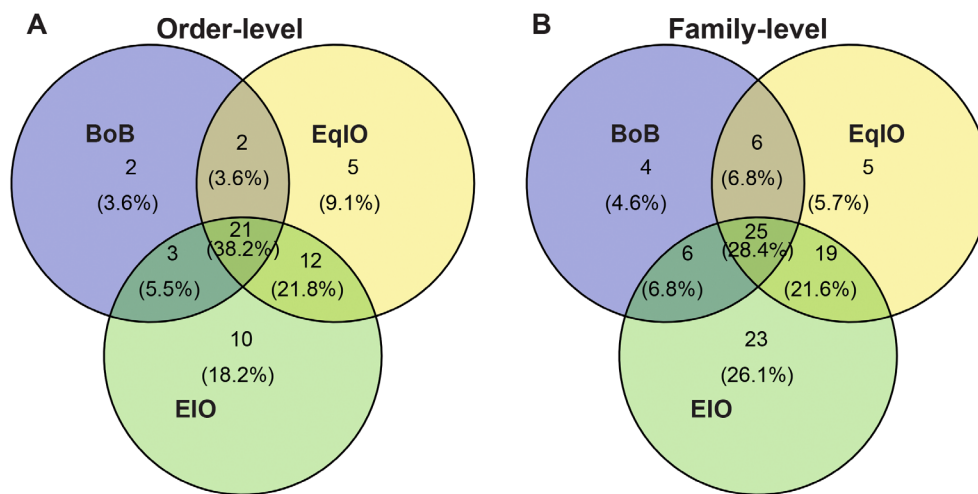 A
Order-level
BoB
2
(3.6%)
2
(3.6%)
EqIO
5
(9.1%)
21
(38.2%)
3
(5.5%)
12
(21.8%)
10
(18.2%)
EIO
B
Family-level
BoB
4
(4.6%)
6
(6.8%)
EqIO
5
(5.7%)
25
(28.4%)
6
(6.8%)
19
(21.6%)
23
(26.1%)
EIO